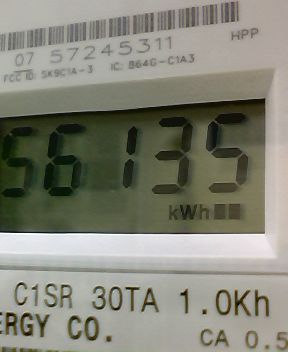 07 57245311
HPP
FCC ID: SK9C1A-3 IC: 864G-C1A3
56135
kWh
C1SR 30TA 1.0Kh
ERGY CO.
CA 0.5